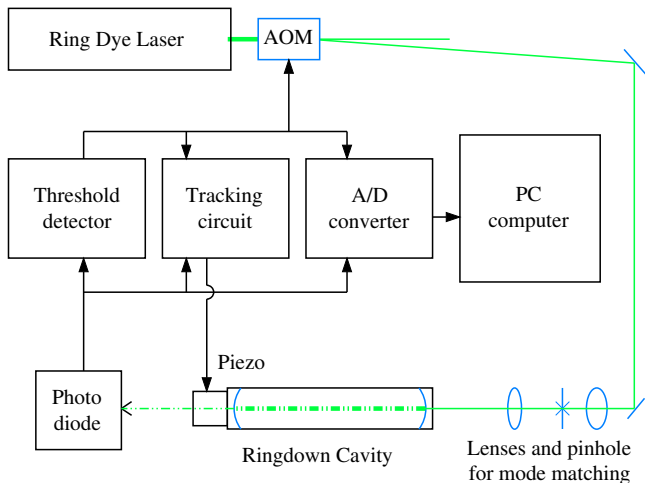 Ring Dye Laser
AOM
Threshold
detector
Tracking
circuit
A/D
converter
PC
computer
Piezo
Photo
diode
Ringdown Cavity
Lenses and pinhole
for mode matching